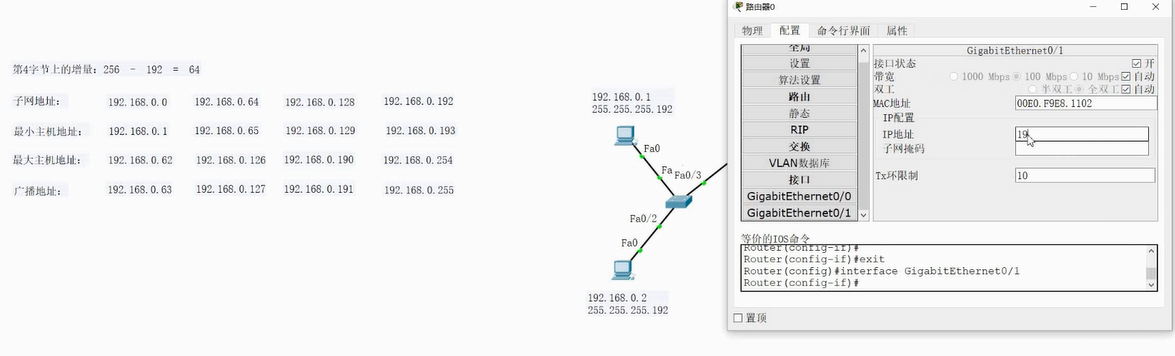 第4字节上的增量：256 - 192 = 64
子网地址： 192.168.0.0 192.168.0.64 192.168.0.128 192.168.0.192
最小主机地址： 192.168.0.1 192.168.0.65 192.168.0.129 192.168.0.193
最大主机地址： 192.168.0.62 192.168.0.126 192.168.0.190 192.168.0.254
广播地址： 192.168.0.63 192.168.0.127 192.168.0.191 192.168.0.255
192.168.0.1
255.255.255.192
Fa0
Fa
Fa0/3
Fa0/2
Fa0
192.168.0.2
255.255.255.192
路由器0
物理 配置 命令行界面 属性
全局
设置
算法设置
路由
静态
RIP
交换
VLAN数据库
接口
GigabitEthernet0/0
GigabitEthernet0/1
GigabitEthernet0/1
接口状态 开
带宽 1000 Mbps 100 Mbps 10 Mbps 自动
双工 半双工 全双工 自动
MAC地址 00E0.F9E8.1102
IP配置
IP地址 19
子网掩码
Tx环限制 10
等价的IOS命令
Router(config-if)#
Router(config-if)#exit
Router(config)#interface GigabitEthernet0/1
Router(config-if)#
置顶